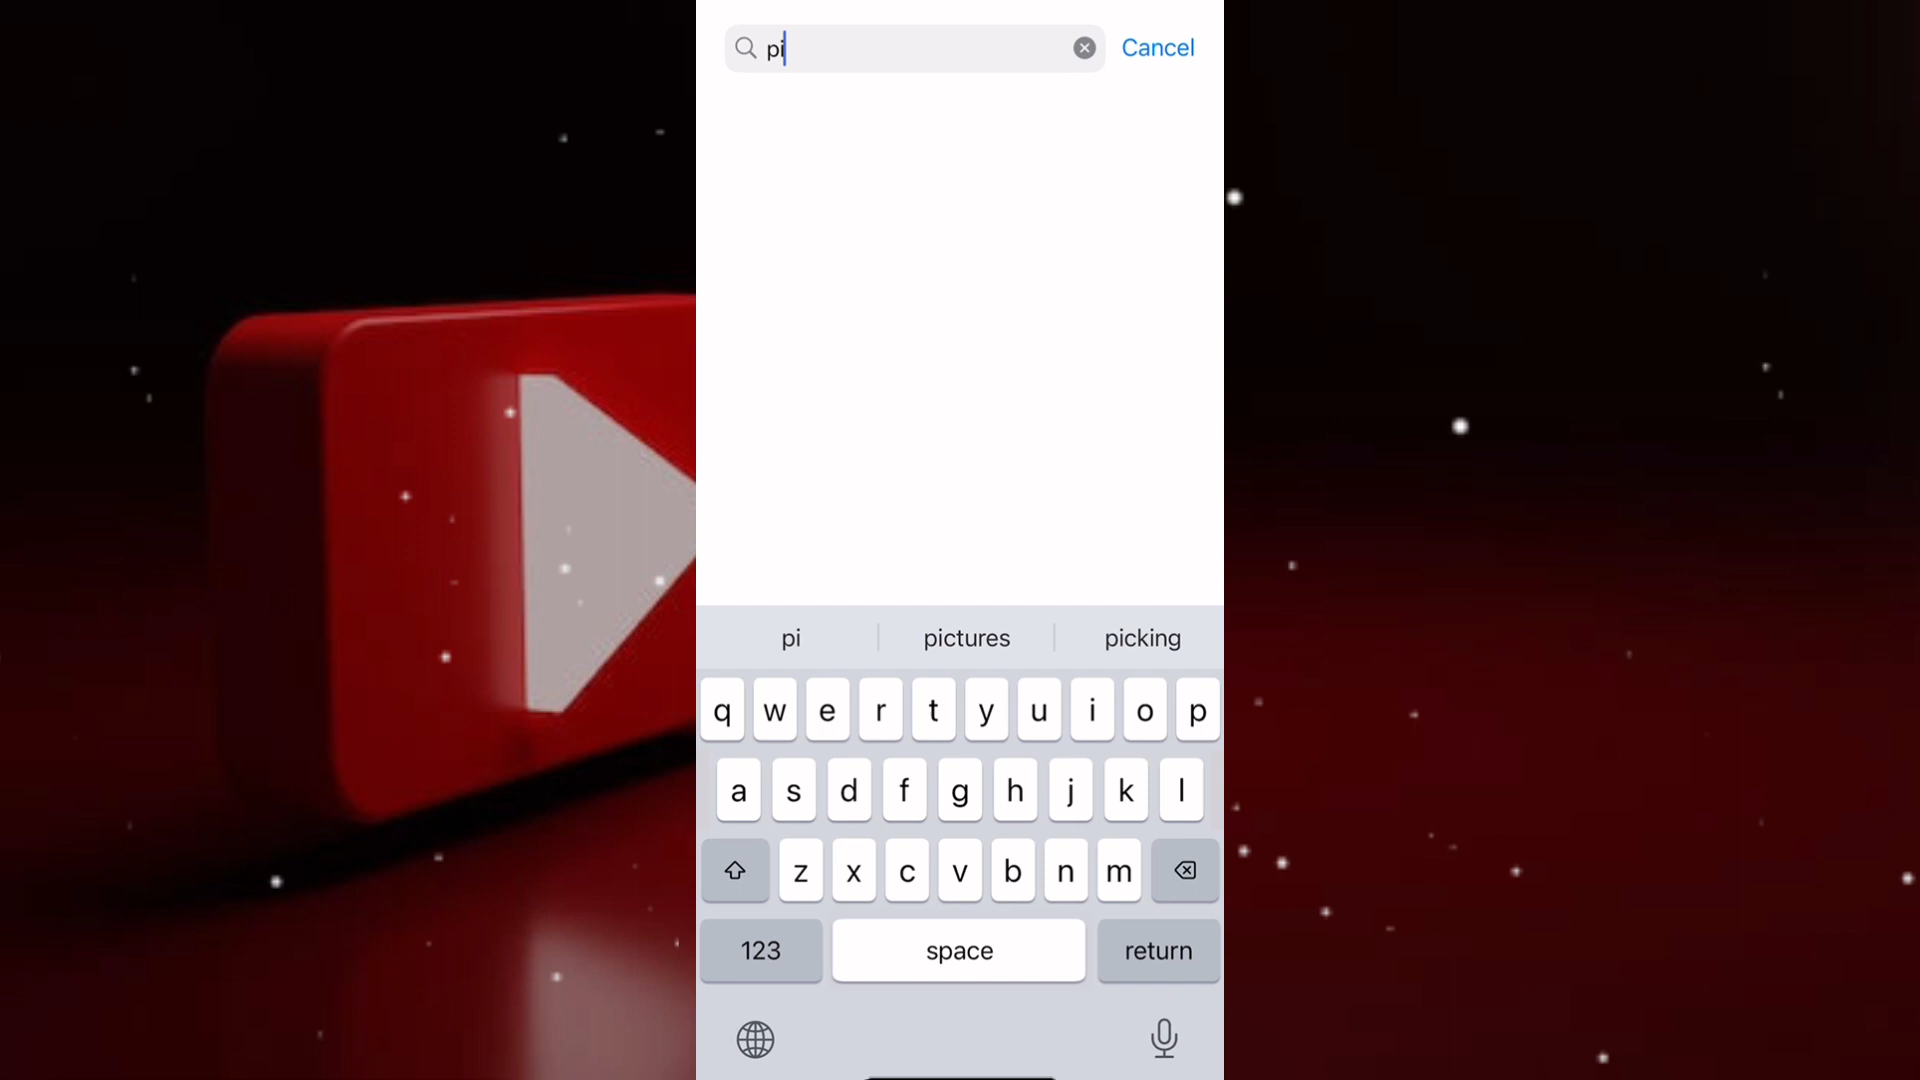 pi Cancel
pi pictures picking
q w e r t y u i o p
a s d f g h j k l
z x c v b n m
123 space return